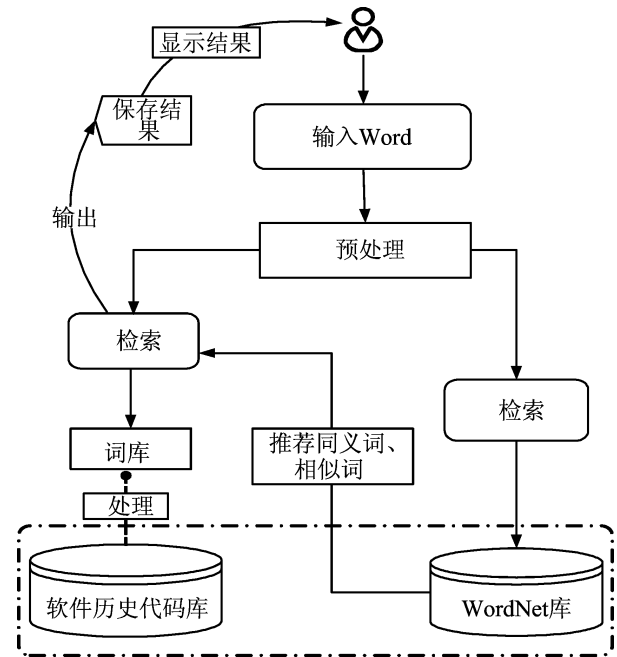 显示结果
保存结
果
输入Word
输出
预处理
检索
检索
词库
推荐同义词、
相似词
处理
软件历史代码库
WordNet库